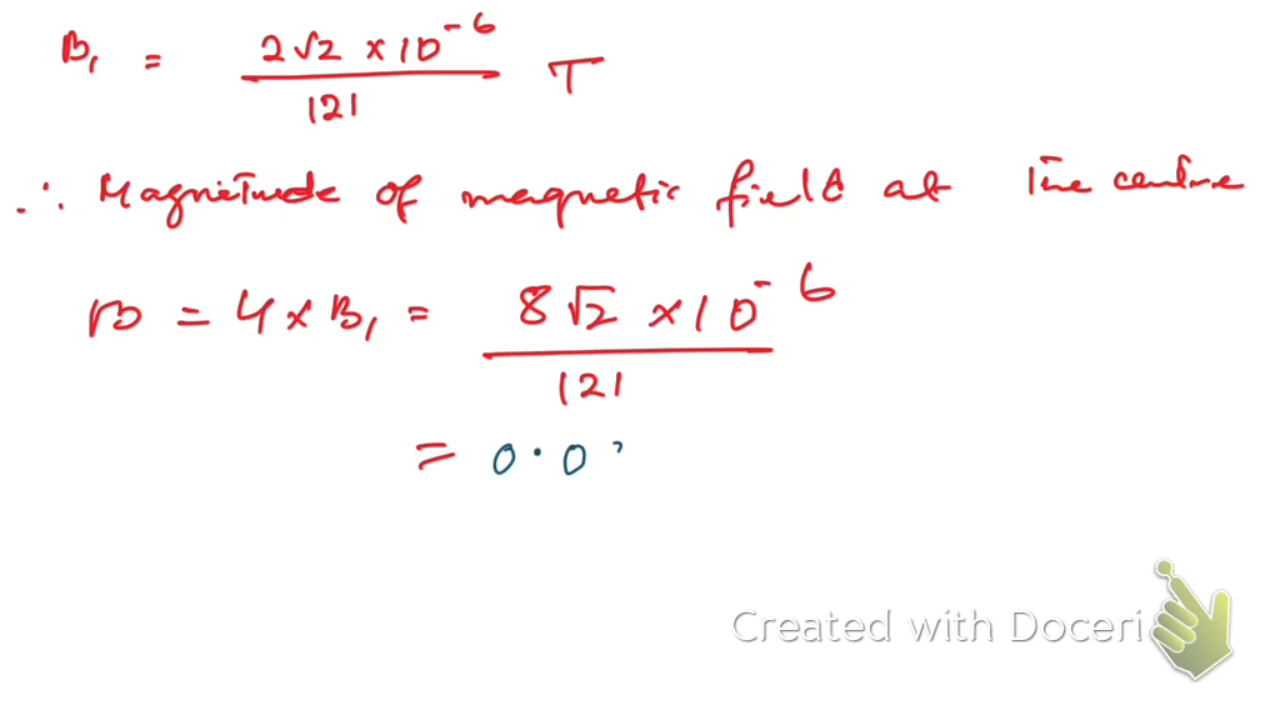 B₁ = 2√2 × 10⁻⁶ / 121 T
∴ Magnetude of magnetic field at the centre
B = 4 × B₁ = 8√2 × 10⁻⁶ / 121
= 0.0
Created with Doceri